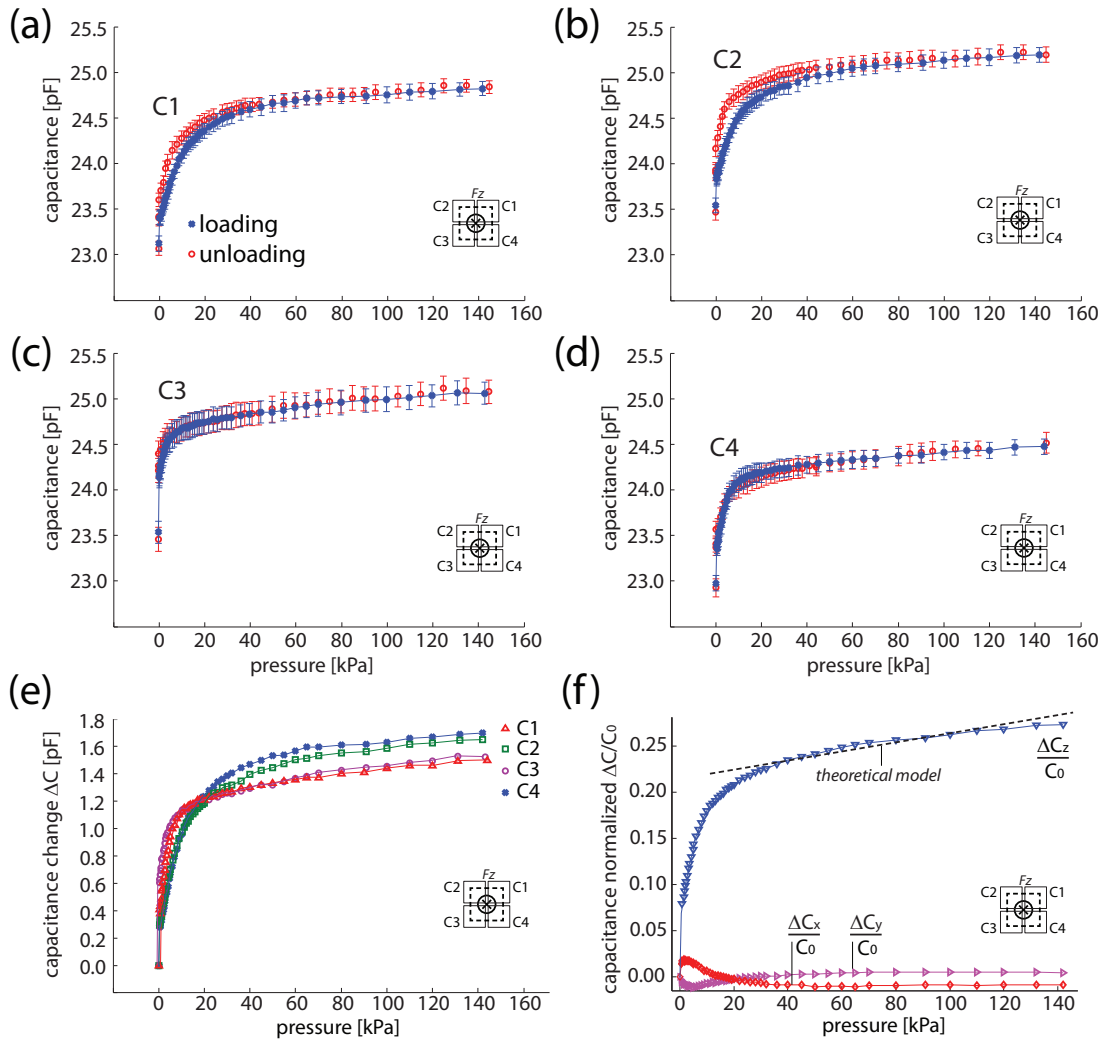 (a)
25.5
25.0
24.5
24.0
23.5
23.0
capacitance [pF]
C1
loading
unloading
Fz
C2 C1
C3 C4
0 20 40 60 80 100 120 140 160
(b)
25.5
25.0
24.5
24.0
23.5
23.0
capacitance [pF]
C2
Fz
C2 C1
C3 C4
0 20 40 60 80 100 120 140 160
(c)
25.5
25.0
24.5
24.0
23.5
23.0
capacitance [pF]
C3
Fz
C2 C1
C3 C4
0 20 40 60 80 100 120 140 160
pressure [kPa]
(d)
25.5
25.0
24.5
24.0
23.5
23.0
capacitance [pF]
C4
Fz
C2 C1
C3 C4
0 20 40 60 80 100 120 140 160
pressure [kPa]
(e)
1.8
1.6
1.4
1.2
1.0
0.8
0.6
0.4
0.2
0.0
capacitance change ΔC [pF]
C1
C2
C3
C4
Fz
C2 C1
C3 C4
0 20 40 60 80 100 120 140
pressure [kPa]
(f)
0.25
0.20
0.15
0.10
0.05
0.00
capacitance normalized ΔC/C0
theoretical model
ΔCz
C0
Fz
C2 C1
C3 C4
ΔCx ΔCy
C0 C0
0 20 40 60 80 100 120 140
pressure [kPa]